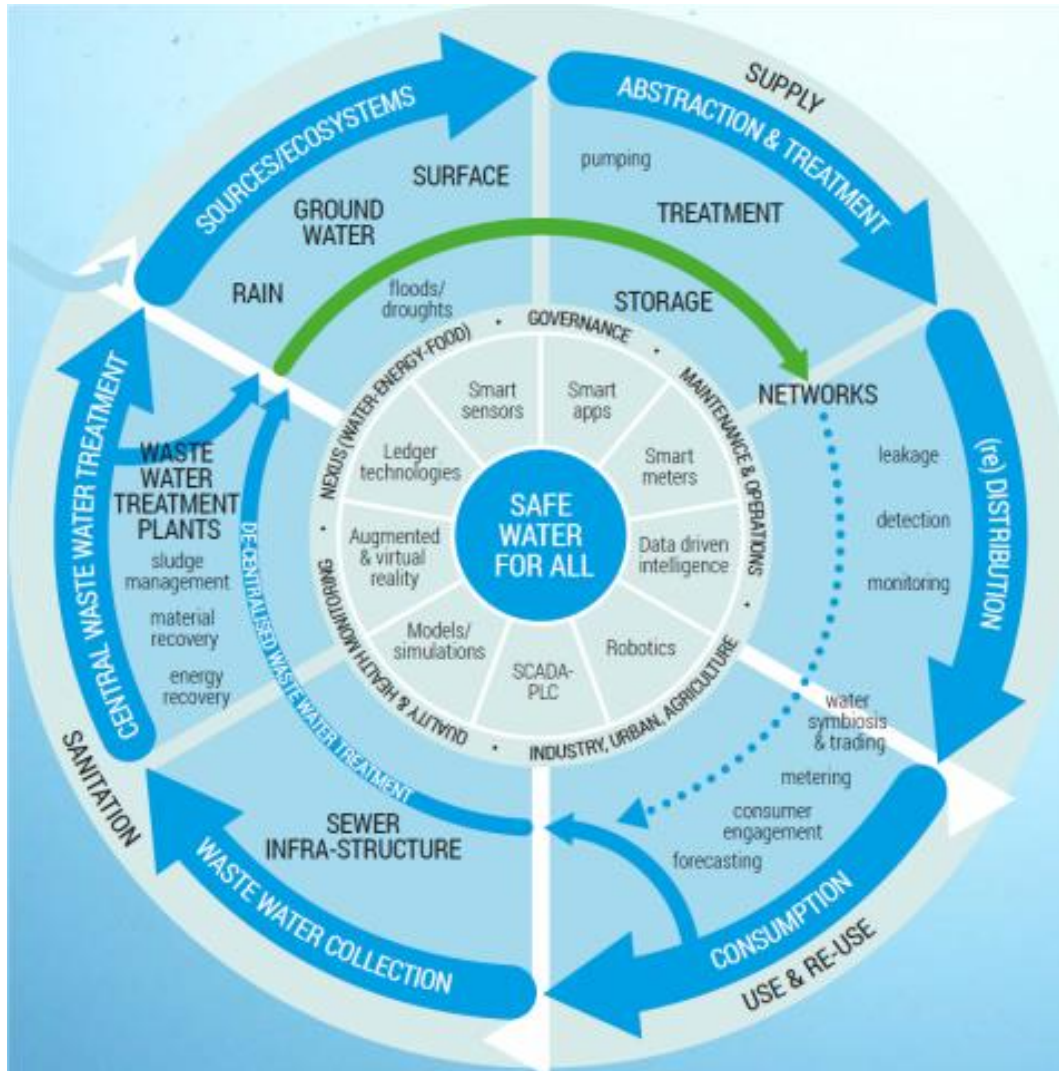 SUPPLY
SOURCES/ECOSYSTEMS
ABSTRACTION & TREATMENT
pumping
SURFACE
GROUND
WATER
TREATMENT
RAIN
floods/
droughts
STORAGE
NETWORKS
(re) DISTRIBUTION
leakage
detection
monitoring
water
symbiosis
& trading
metering
consumer
engagement
forecasting
CONSUMPTION
USE & RE-USE
SEWER
INFRA-STRUCTURE
WASTE WATER COLLECTION
SANITATION
CENTRAL WASTE WATER TREATMENT
WASTE
WATER
TREATMENT
PLANTS
sludge
management
material
recovery
energy
recovery
DE-CENTRALISED WASTE WATER TREATMENT
NEXUS (WATER-ENERGY-FOOD)
• GOVERNANCE •
MAINTENANCE & OPERATIONS •
INDUSTRY, URBAN, AGRICULTURE •
QUALITY & HEALTH MONITORING •
Smart
sensors
Smart
apps
Smart
meters
Data driven
intelligence
Robotics
SCADA-
PLC
Models/
simulations
Augmented
& virtual
reality
Ledger
technologies
SAFE
WATER
FOR ALL